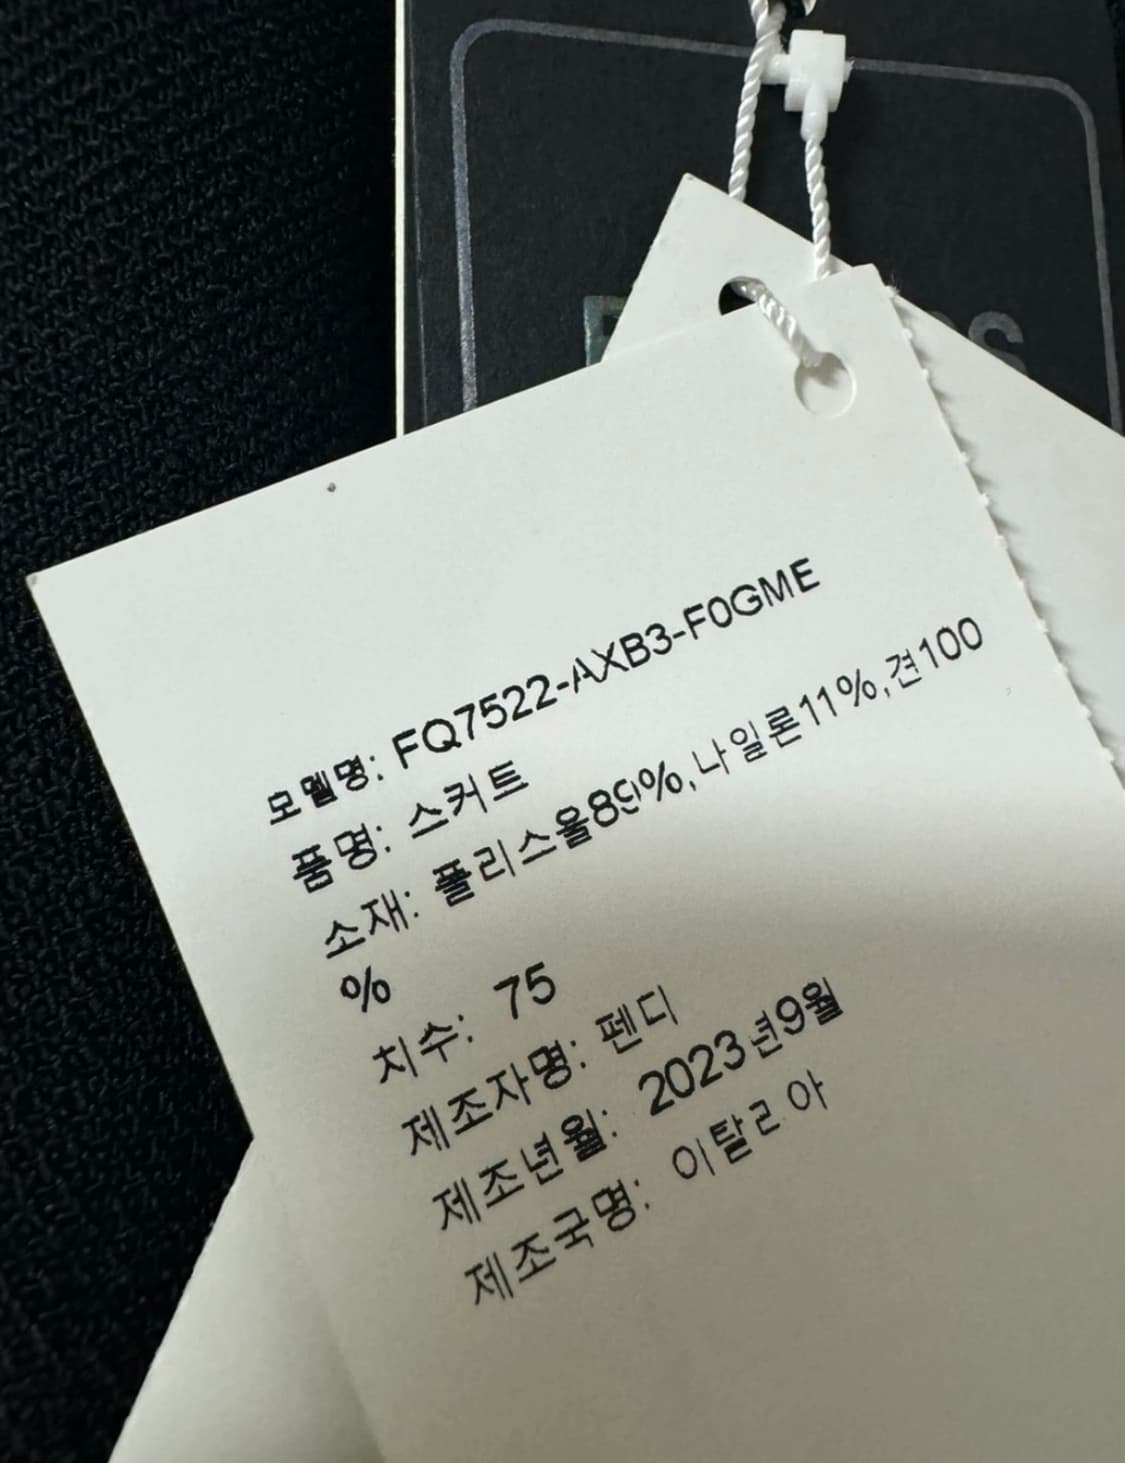 모델명: FQ7522-AXB3-F0GME
품명: 스커트
소재: 플리스울89%,나일론11%,견100
%
치수: 75
제조자명: 펜디
제조년월: 2023년9월
제조국명: 이탈리아